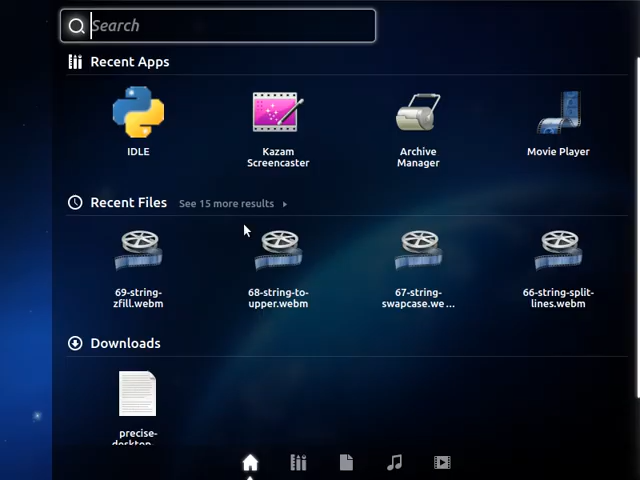 Search
Recent Apps
IDLE
Kazam
Screencaster
Archive
Manager
Movie Player
Recent Files See 15 more results
69-string-
zfill.webm
68-string-to-
upper.webm
67-string-
swapcase.we...
66-string-split-
lines.webm
Downloads
precise-
desktop-